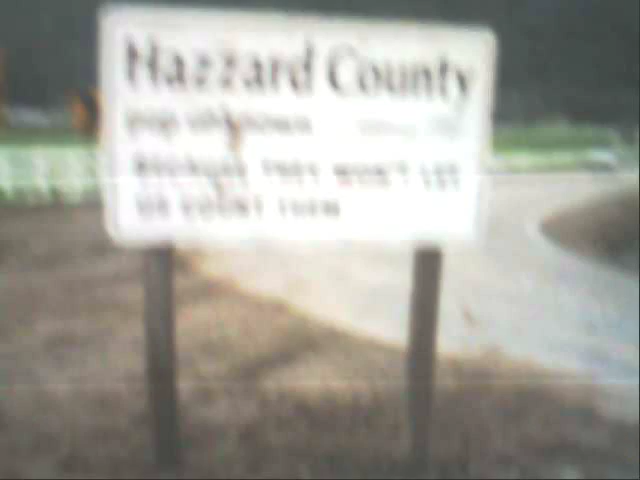 Hazzard County
pop unknown
BECAUSE THEY WON'T LET
US COUNT THEM